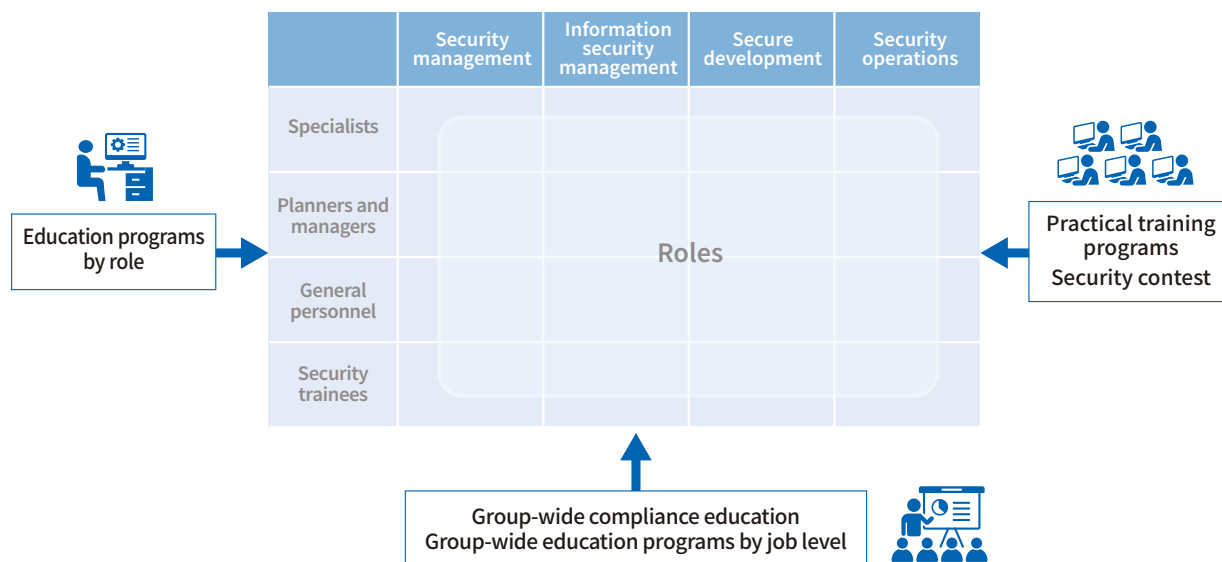 Security
management
Information
security
management
Secure
development
Security
operations
Specialists
Planners and
managers
General
personnel
Security
trainees
Roles
Education programs
by role
Practical training
programs
Security contest
Group-wide compliance education
Group-wide education programs by job level